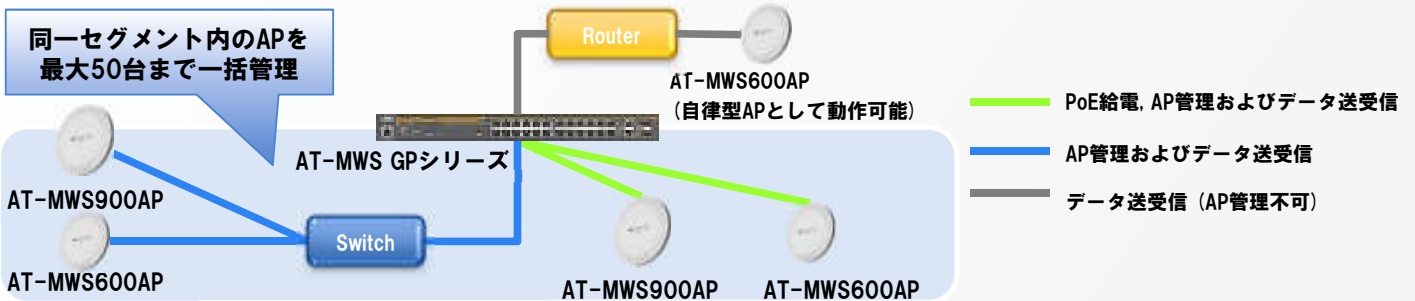 同一セグメント内のAPを
最大50台まで一括管理
Router
AT-MWS600AP
(自律型APとして動作可能)
AT-MWS GPシリーズ
AT-MWS900AP
AT-MWS600AP
Switch
AT-MWS900AP
AT-MWS600AP
PoE給電, AP管理およびデータ送受信
AP管理およびデータ送受信
データ送受信 (AP管理不可)